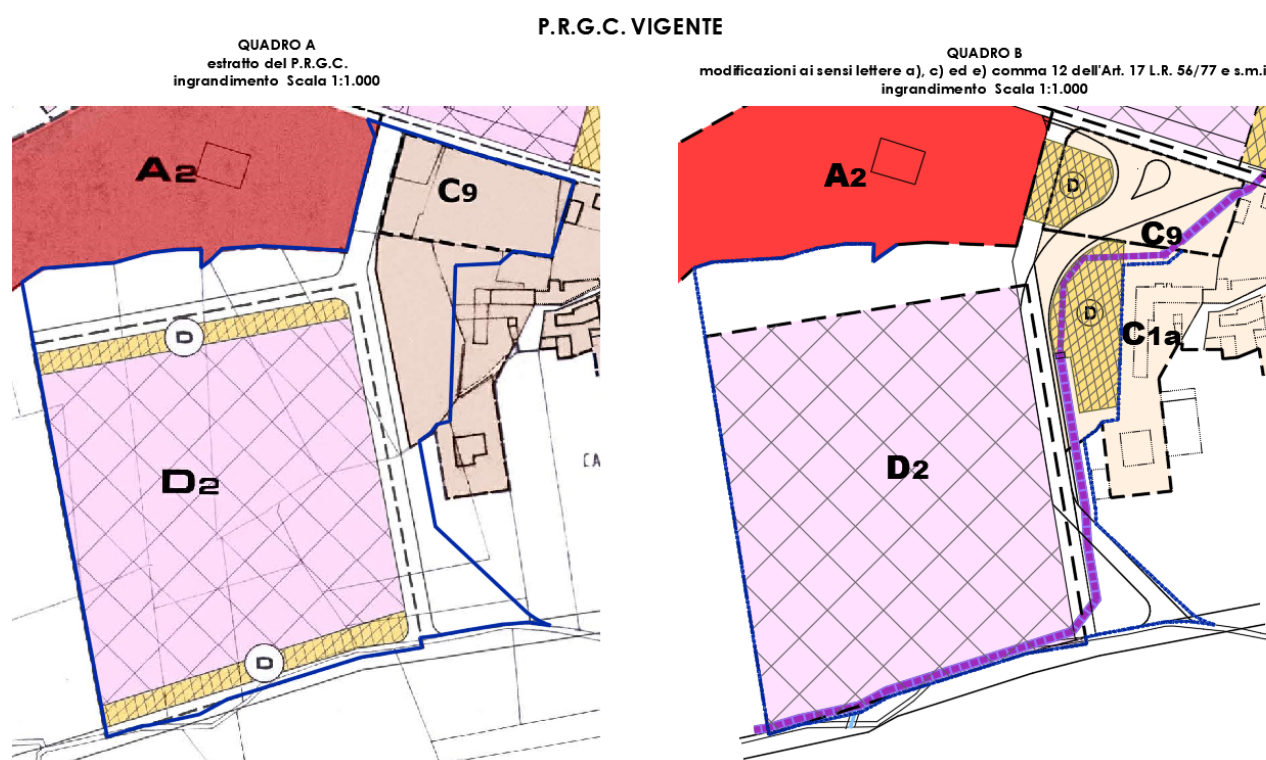 P.R.G.C. VIGENTE
QUADRO A
estratto del P.R.G.C.
ingrandimento Scala 1:1.000
QUADRO B
modificazioni ai sensi lettere a), c) ed e) comma 12 dell'Art. 17 L.R. 56/77 e s.m.i
ingrandimento Scala 1:1.000
A2
C9
D
D2
D
CA
A2
D
C9
D
C1a
D2